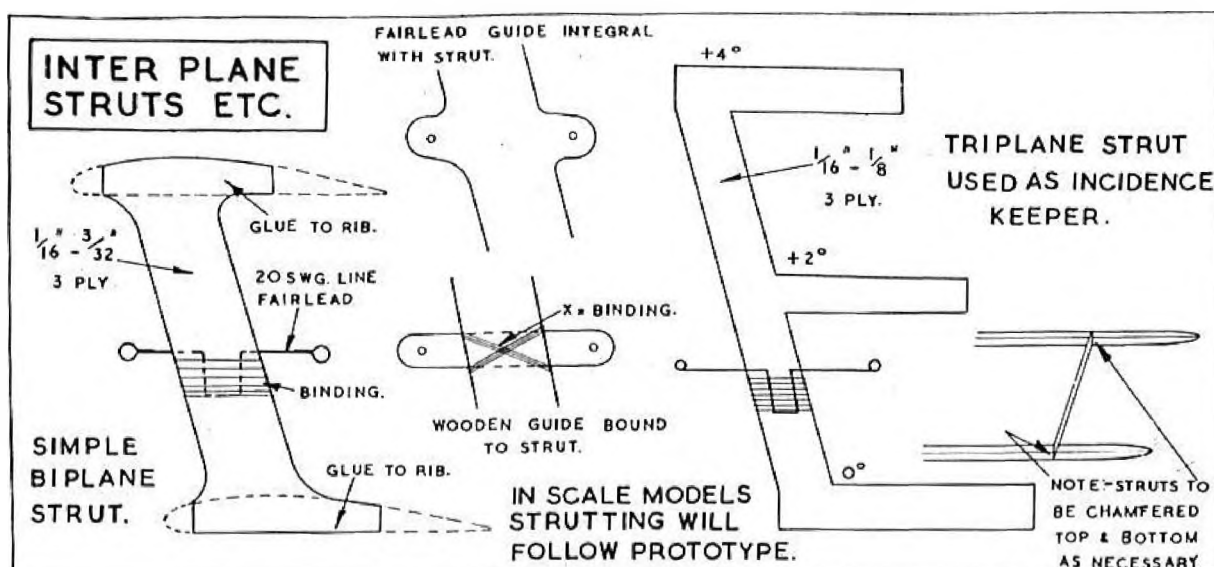 INTER PLANE
STRUTS ETC.
FAIRLEAD GUIDE INTEGRAL
WITH STRUT.
GLUE TO RIB.
1/16" - 3/32"
3 PLY.
20 SWG. LINE
FAIRLEAD
BINDING.
SIMPLE
BIPLANE
STRUT.
GLUE TO RIB.
X = BINDING.
WOODEN GUIDE BOUND
TO STRUT.
IN SCALE MODELS
STRUTTING WILL
FOLLOW PROTOTYPE.
+4°
1/16" - 1/8"
3 PLY.
+2°
0°
TRIPLANE STRUT
USED AS INCIDENCE
KEEPER.
NOTE:-STRUTS TO
BE CHAMFERED
TOP & BOTTOM
AS NECESSARY